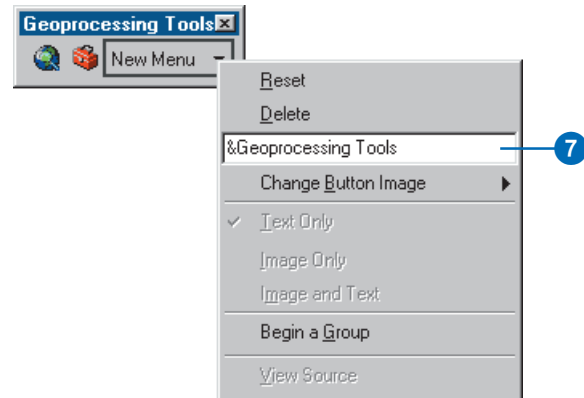 Geoprocessing Tools
New Menu
Reset
Delete
&Geoprocessing Tools
7
Change Button Image
Text Only
Image Only
Image and Text
Begin a Group
View Source